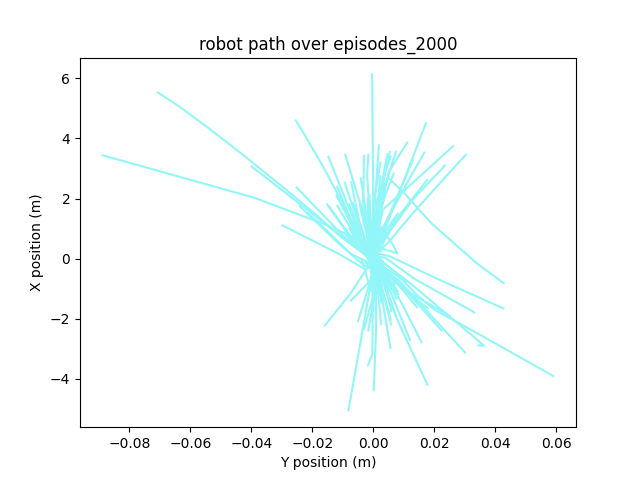 robot path over episodes_2000
6
4
2
0
−2
−4
X position (m)
−0.08 −0.06 −0.04 −0.02 0.00 0.02 0.04 0.06
Y position (m)